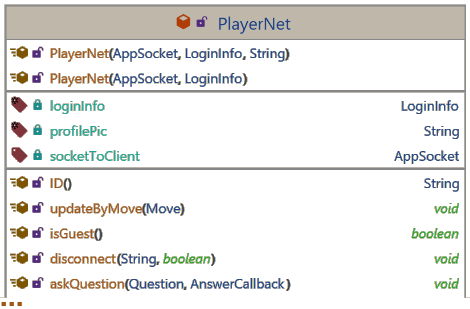 PlayerNet
PlayerNet(AppSocket, LoginInfo, String)
PlayerNet(AppSocket, LoginInfo)
loginInfo LoginInfo
profilePic String
socketToClient AppSocket
ID() String
updateByMove(Move) void
isGuest() boolean
disconnect(String, boolean) void
askQuestion(Question, AnswerCallback) void